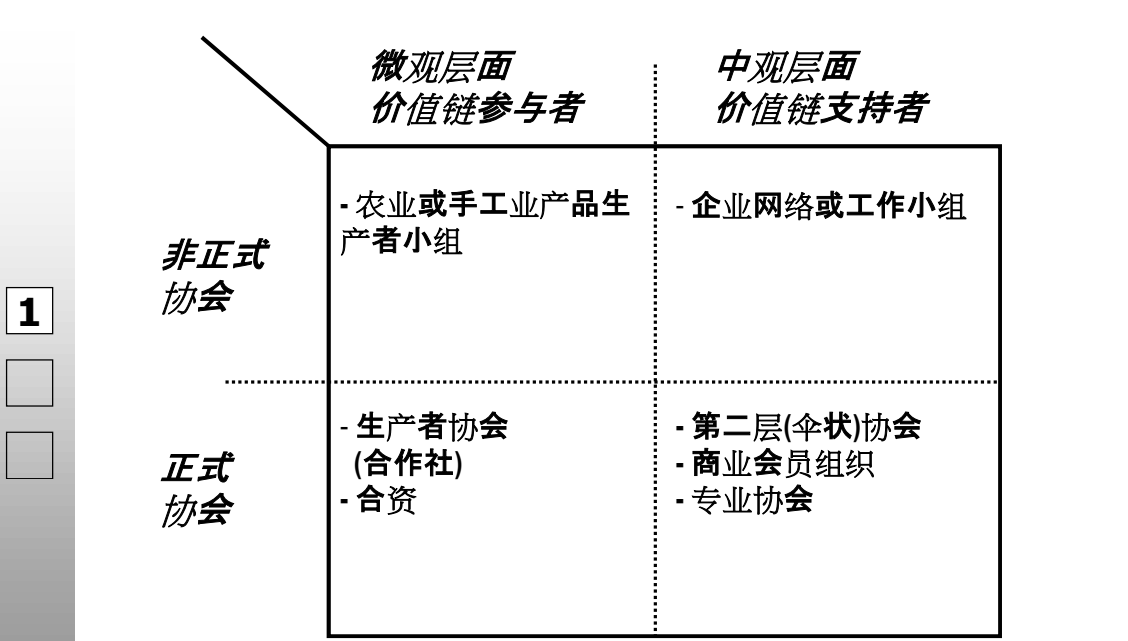 微观层面
价值链参与者
中观层面
价值链支持者
非正式
协会
- 农业或手工业产品生
产者小组
- 企业网络或工作小组
1
正式
协会
- 生产者协会
(合作社)
- 合资
- 第二层(伞状)协会
- 商业会员组织
- 专业协会